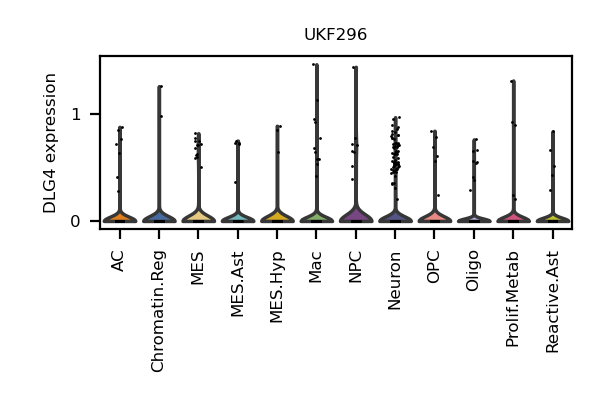 UKF296
DLG4 expression
1
0
AC
Chromatin.Reg
MES
MES.Ast
MES.Hyp
Mac
NPC
Neuron
OPC
Oligo
Prolif.Metab
Reactive.Ast